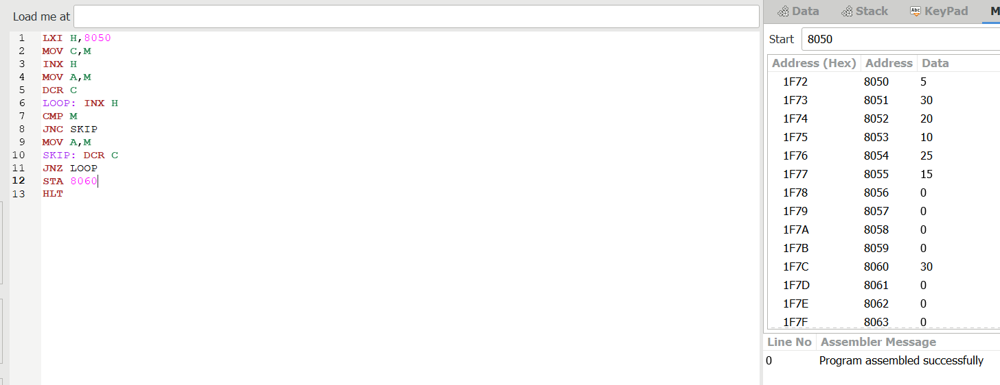 Load me at
1 LXI H,8050
2 MOV C,M
3 INX H
4 MOV A,M
5 DCR C
6 LOOP: INX H
7 CMP M
8 JNC SKIP
9 MOV A,M
10 SKIP: DCR C
11 JNZ LOOP
12 STA 8060
13 HLT
Data Stack Abc KeyPad M
Start 8050
Address (Hex) Address Data
1F72 8050 5
1F73 8051 30
1F74 8052 20
1F75 8053 10
1F76 8054 25
1F77 8055 15
1F78 8056 0
1F79 8057 0
1F7A 8058 0
1F7B 8059 0
1F7C 8060 30
1F7D 8061 0
1F7E 8062 0
1F7F 8063 0
Line No Assembler Message
0 Program assembled successfully